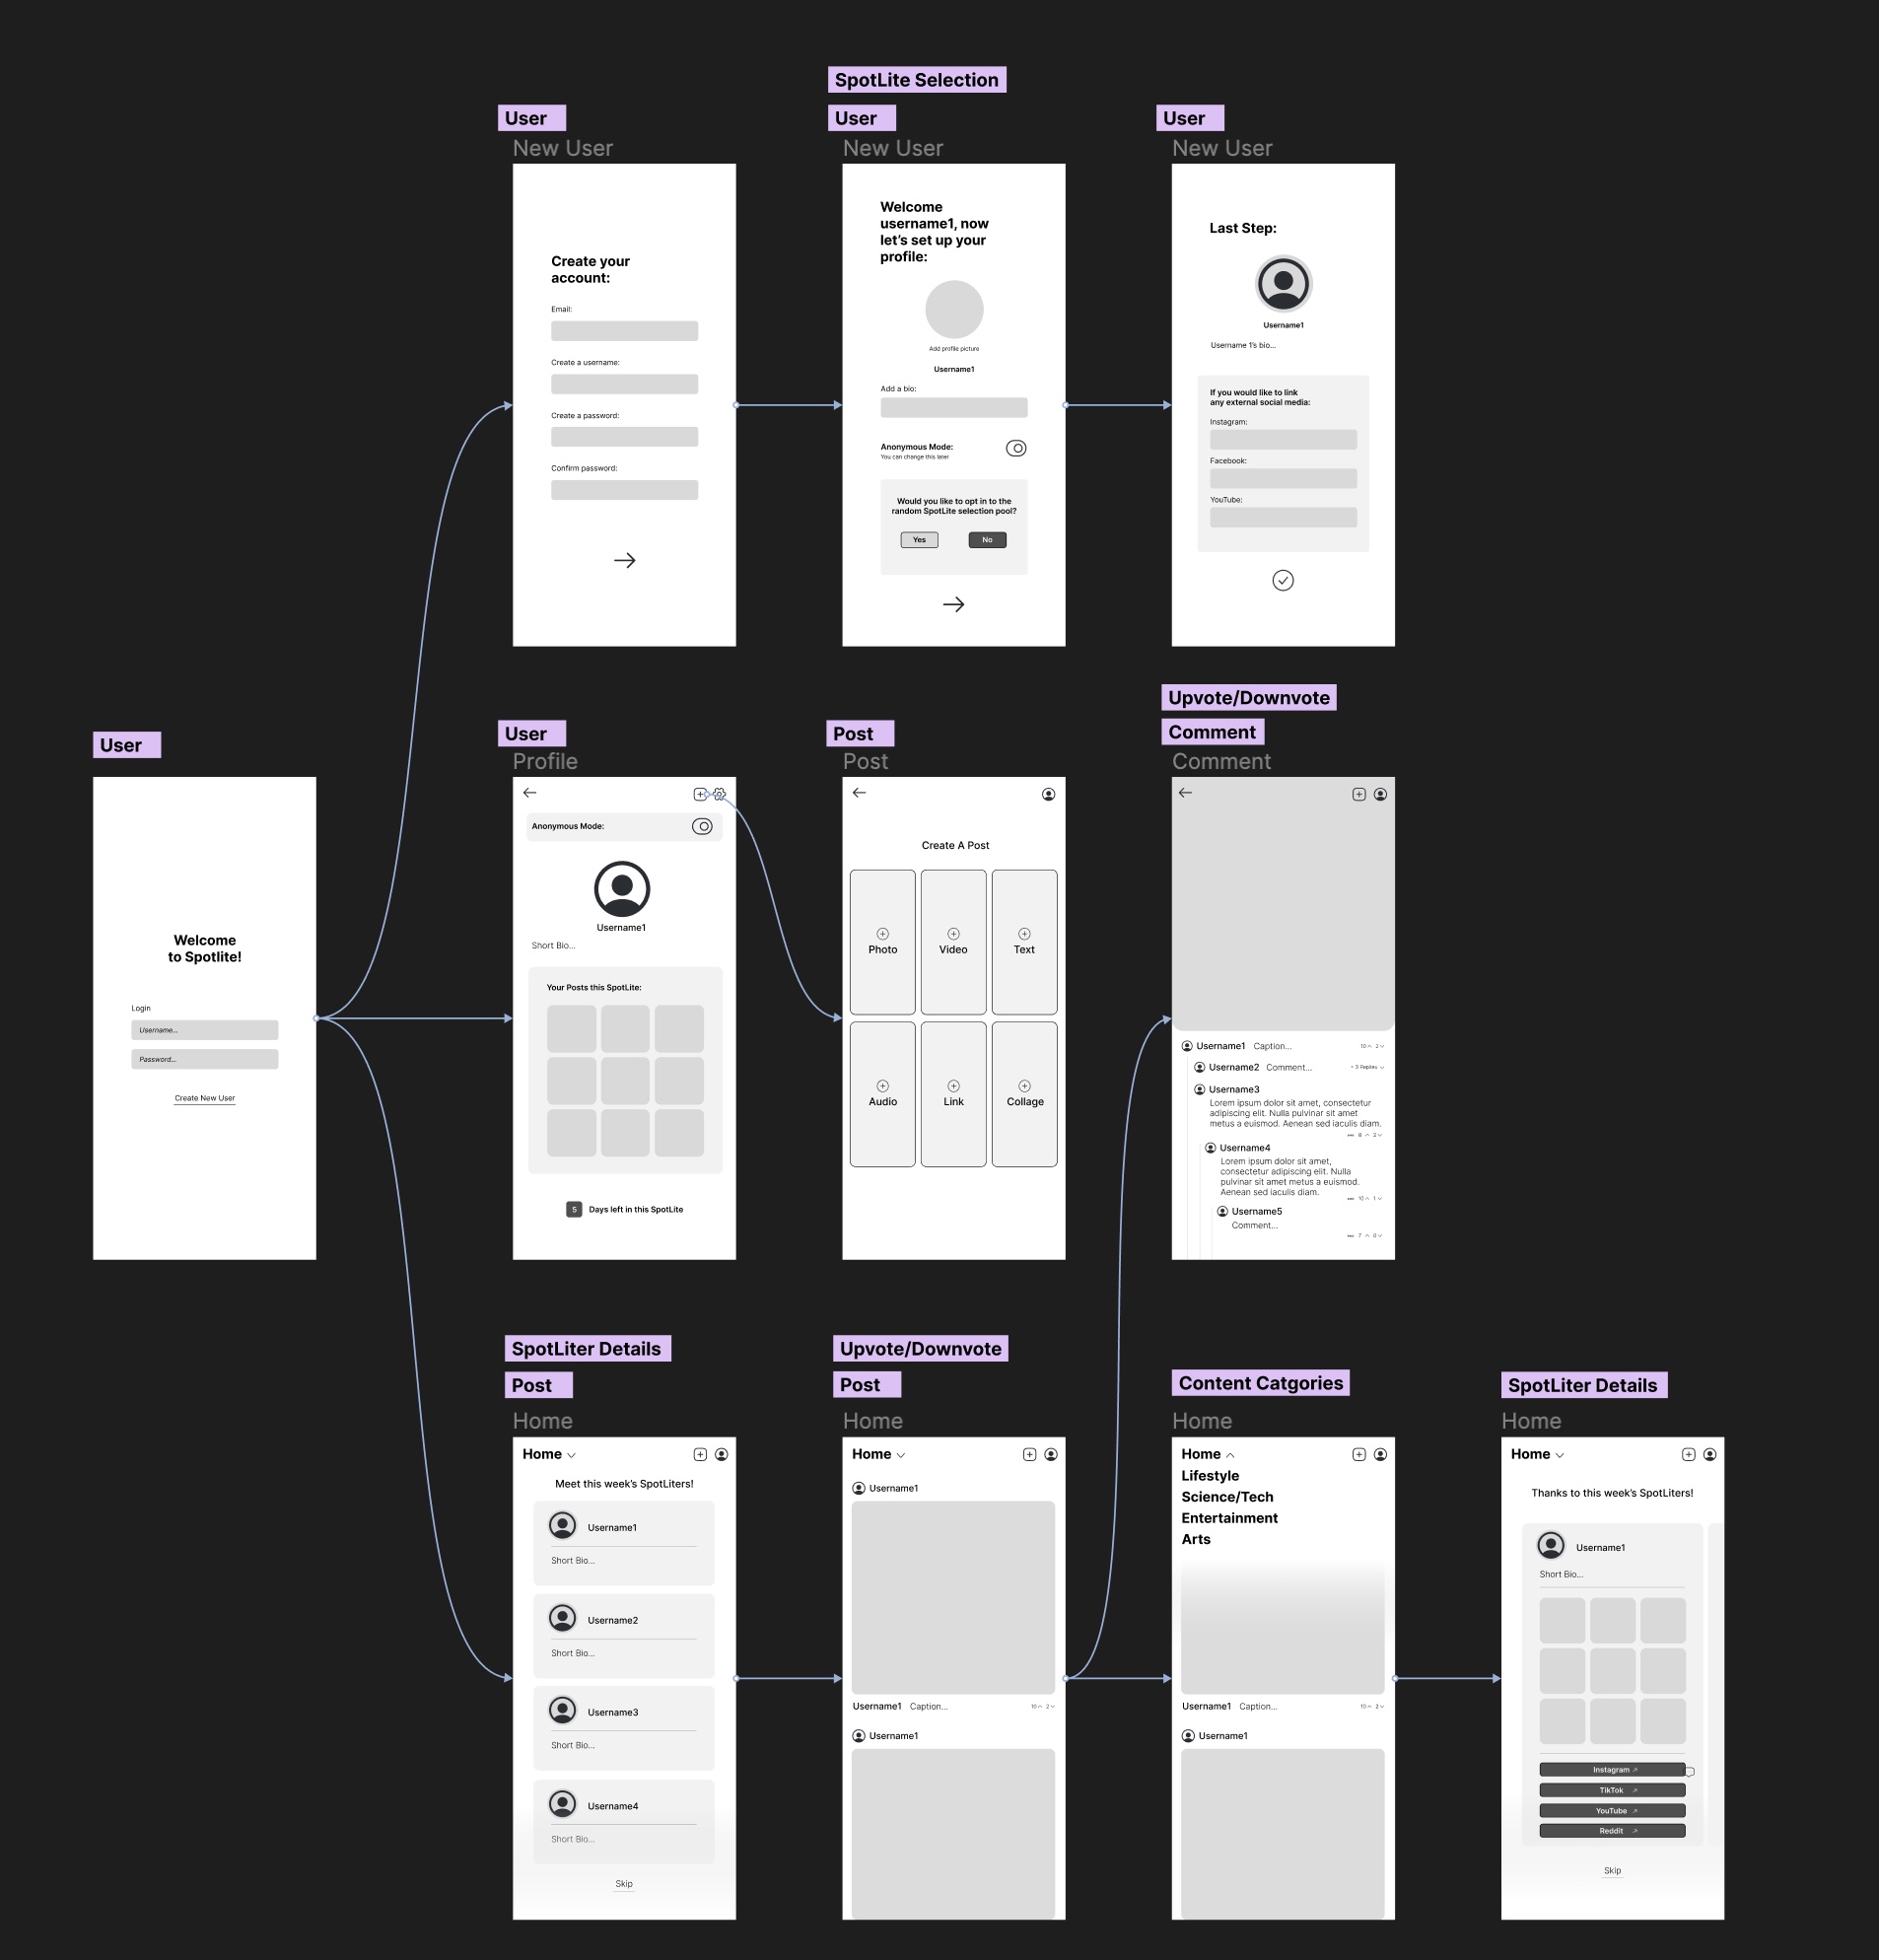 SpotLite Selection
User
New User
Create your
account:
Email:
Create a username:
Create a password:
Confirm password:
User
New User
Welcome
username1, now
let's set up your
profile:
Add profile picture
Username1
Add a bio:
Anonymous Mode:
You can change this later
Would you like to opt in to the
random SpotLite selection pool?
Yes
No
User
New User
Last Step:
Username1
Username 1's bio...
If you would like to link
any external social media:
Instagram:
Facebook:
YouTube:
User
Welcome
to Spotlite!
Login
Username...
Password...
Create New User
User
Profile
Anonymous Mode:
Username1
Short Bio...
Your Posts this SpotLite:
5 Days left in this SpotLite
Post
Post
Create A Post
Photo
Video
Text
Audio
Link
Collage
Upvote/Downvote
Comment
Comment
Username1 Caption... 10 2
Username2 Comment... + 3 Replies
Username3
Lorem ipsum dolor sit amet, consectetur
adipiscing elit. Nulla pulvinar sit amet
metus a euismod. Aenean sed iaculis diam.
8 2
Username4
Lorem ipsum dolor sit amet,
consectetur adipiscing elit. Nulla
pulvinar sit amet metus a euismod.
Aenean sed iaculis diam.
10 1
Username5
Comment...
7 0
SpotLiter Details
Post
Home
Home
Meet this week's SpotLiters!
Username1
Short Bio...
Username2
Short Bio...
Username3
Short Bio...
Username4
Short Bio...
Skip
Upvote/Downvote
Post
Home
Home
Username1
Username1 Caption... 10 2
Username1
Content Catgories
Home
Home
Lifestyle
Science/Tech
Entertainment
Arts
Username1 Caption... 10 2
Username1
SpotLiter Details
Home
Home
Thanks to this week's SpotLiters!
Username1
Short Bio...
Instagram
TikTok
YouTube
Reddit
Skip